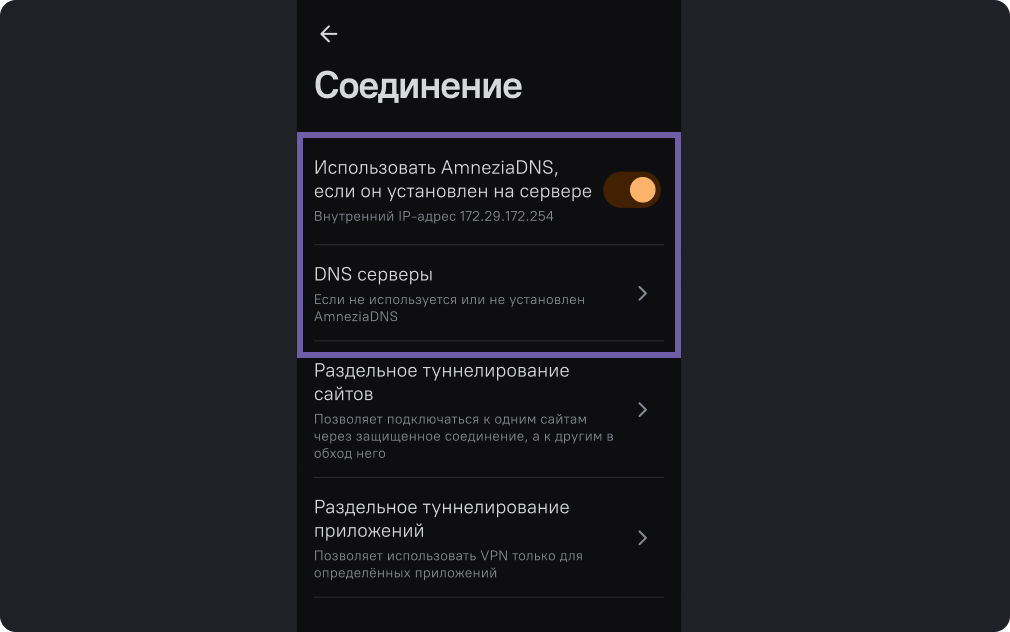 Соединение
Использовать AmneziaDNS,
если он установлен на сервере
Внутренний IP-адрес 172.29.172.254
DNS серверы
Если не используется или не установлен
AmneziaDNS
Раздельное туннелирование
сайтов
Позволяет подключаться к одним сайтам
через защищенное соединение, а к другим в
обход него
Раздельное туннелирование
приложений
Позволяет использовать VPN только для
определённых приложений